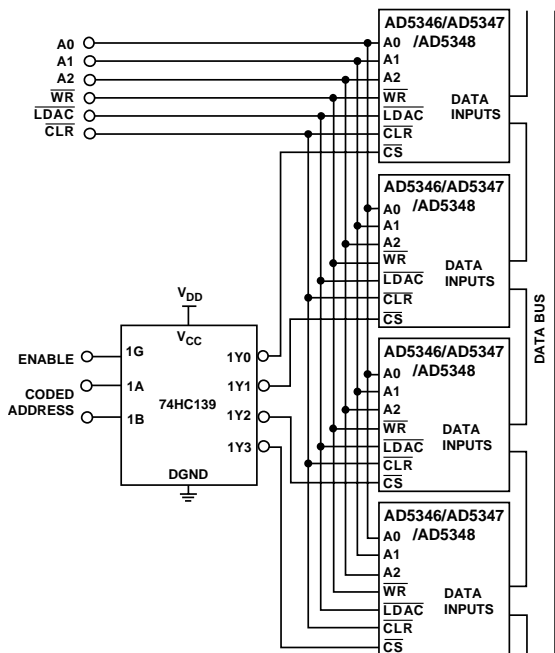 A0
A1
A2
WR
LDAC
CLR
AD5346/AD5347
/AD5348
A0
A1
A2
WR
LDAC
CLR
CS
DATA
INPUTS
AD5346/AD5347
/AD5348
A0
A1
A2
WR
LDAC
CLR
CS
DATA
INPUTS
DATA BUS
VDD
VCC
ENABLE
CODED
ADDRESS
1G
1A
1B
74HC139
1Y0
1Y1
1Y2
1Y3
DGND
AD5346/AD5347
/AD5348
A0
A1
A2
WR
LDAC
CLR
CS
DATA
INPUTS
AD5346/AD5347
/AD5348
A0
A1
A2
WR
LDAC
CLR
CS
DATA
INPUTS